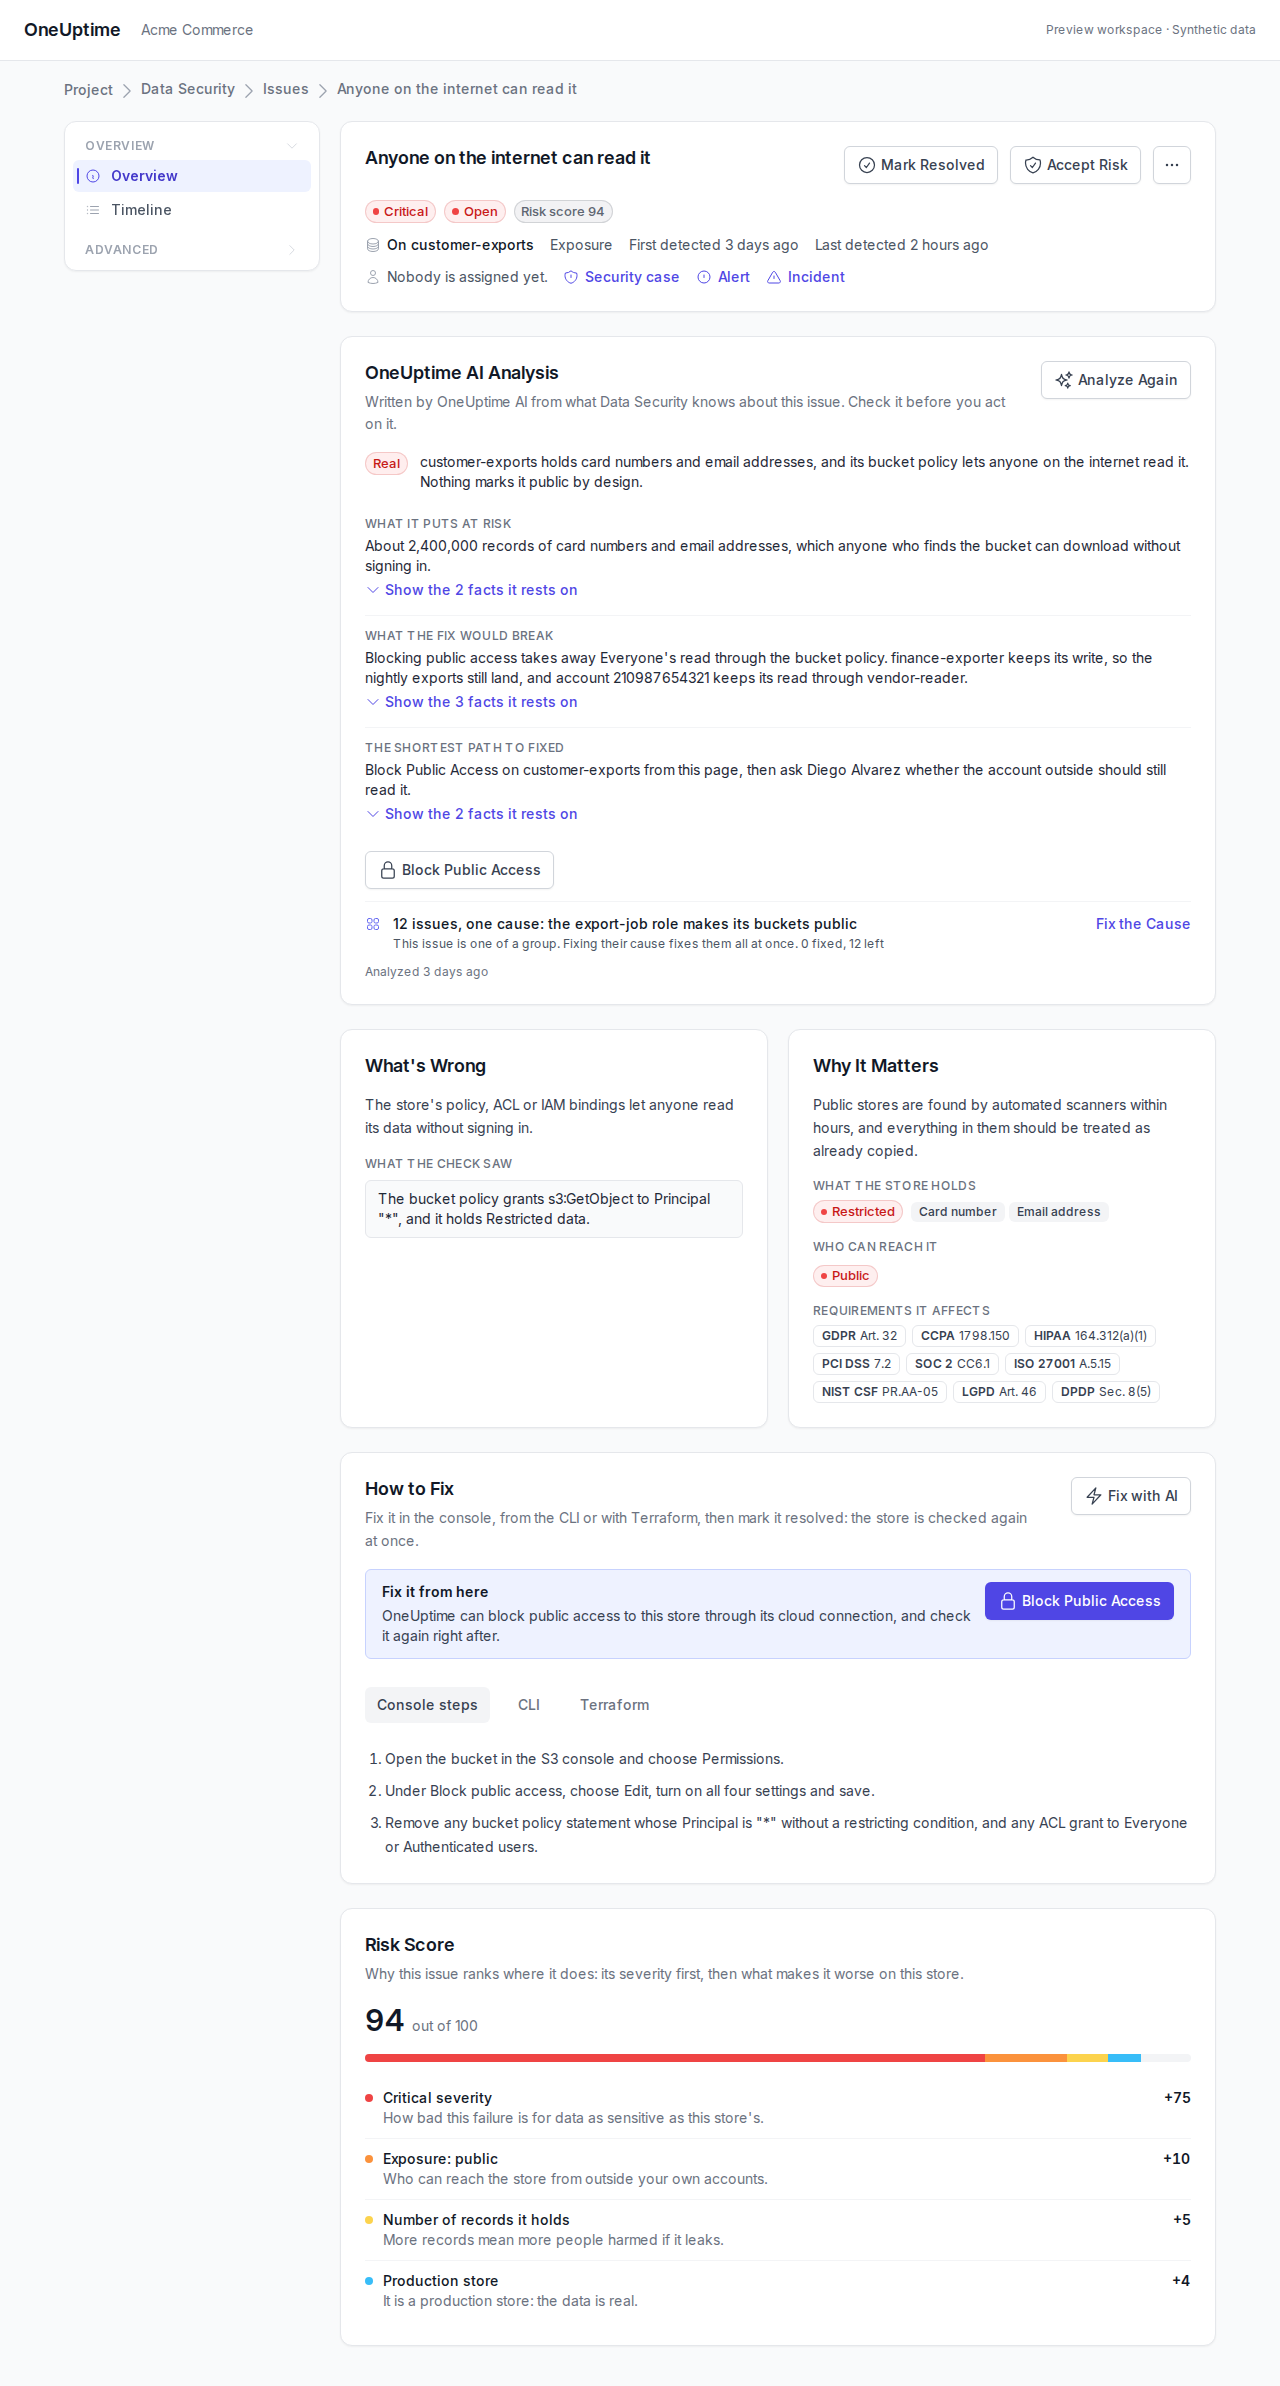 OneUptime
Acme Commerce
Preview workspace · Synthetic data
Project
Data Security
Issues
Anyone on the internet can read it
OVERVIEW
Overview
Timeline
ADVANCED
Anyone on the internet can read it
Mark Resolved
Accept Risk
Critical
Open
Risk score 94
On customer-exports
Exposure
First detected 3 days ago
Last detected 2 hours ago
Nobody is assigned yet.
Security case
Alert
Incident
OneUptime AI Analysis
Analyze Again
Written by OneUptime AI from what Data Security knows about this issue. Check it before you act
on it.
Real
customer-exports holds card numbers and email addresses, and its bucket policy lets anyone on the internet read it.
Nothing marks it public by design.
WHAT IT PUTS AT RISK
About 2,400,000 records of card numbers and email addresses, which anyone who finds the bucket can download without
signing in.
Show the 2 facts it rests on
WHAT THE FIX WOULD BREAK
Blocking public access takes away Everyone's read through the bucket policy. finance-exporter keeps its write, so the
nightly exports still land, and account 210987654321 keeps its read through vendor-reader.
Show the 3 facts it rests on
THE SHORTEST PATH TO FIXED
Block Public Access on customer-exports from this page, then ask Diego Alvarez whether the account outside should still
read it.
Show the 2 facts it rests on
Block Public Access
12 issues, one cause: the export-job role makes its buckets public
Fix the Cause
This issue is one of a group. Fixing their cause fixes them all at once. 0 fixed, 12 left
Analyzed 3 days ago
What's Wrong
The store's policy, ACL or IAM bindings let anyone read
its data without signing in.
WHAT THE CHECK SAW
The bucket policy grants s3:GetObject to Principal
"*", and it holds Restricted data.
Why It Matters
Public stores are found by automated scanners within
hours, and everything in them should be treated as
already copied.
WHAT THE STORE HOLDS
Restricted
Card number
Email address
WHO CAN REACH IT
Public
REQUIREMENTS IT AFFECTS
GDPR Art. 32
CCPA 1798.150
HIPAA 164.312(a)(1)
PCI DSS 7.2
SOC 2 CC6.1
ISO 27001 A.5.15
NIST CSF PR.AA-05
LGPD Art. 46
DPDP Sec. 8(5)
How to Fix
Fix with AI
Fix it in the console, from the CLI or with Terraform, then mark it resolved: the store is checked again
at once.
Fix it from here
OneUptime can block public access to this store through its cloud connection, and check
it again right after.
Block Public Access
Console steps
CLI
Terraform
1. Open the bucket in the S3 console and choose Permissions.
2. Under Block public access, choose Edit, turn on all four settings and save.
3. Remove any bucket policy statement whose Principal is "*" without a restricting condition, and any ACL grant to Everyone
or Authenticated users.
Risk Score
Why this issue ranks where it does: its severity first, then what makes it worse on this store.
94 out of 100
Critical severity
+75
How bad this failure is for data as sensitive as this store's.
Exposure: public
+10
Who can reach the store from outside your own accounts.
Number of records it holds
+5
More records mean more people harmed if it leaks.
Production store
+4
It is a production store: the data is real.